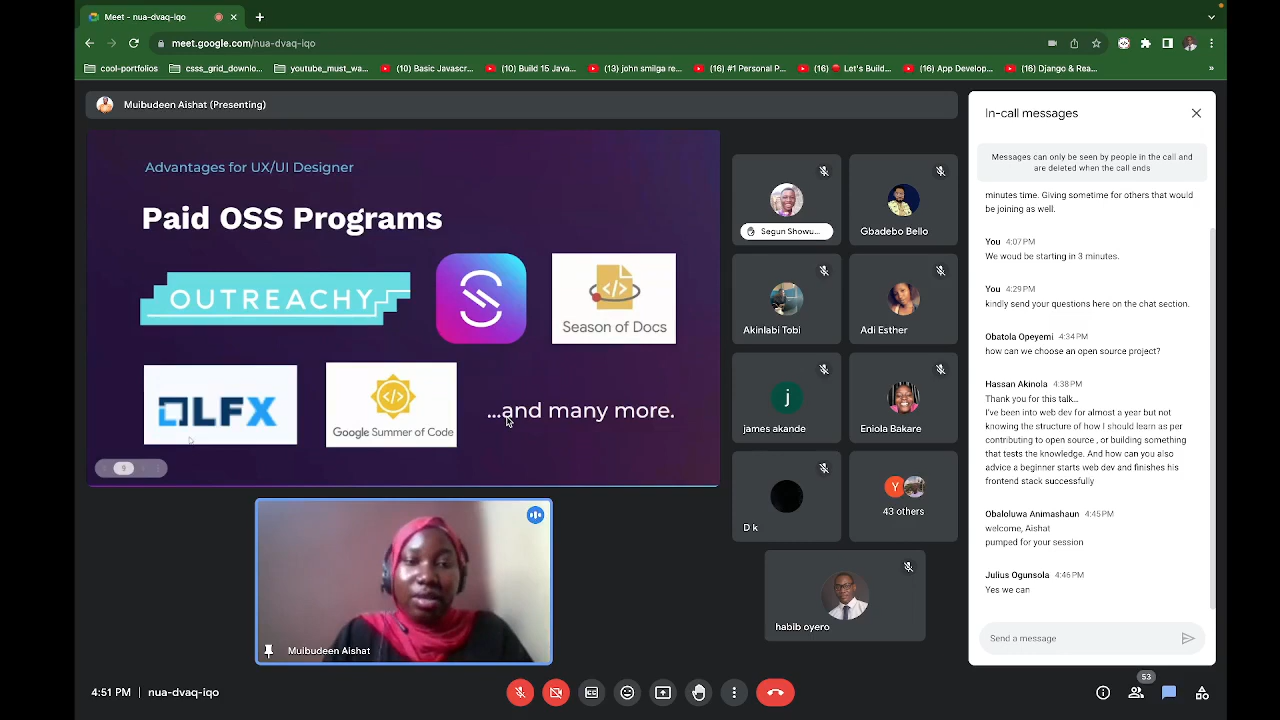 Meet - nua-dvaq-iqo
meet.google.com/nua-dvaq-iqo
cool-portfolios
csss_grid_downlo...
youtube_must_wa...
(10) Basic Javascr...
(10) Build 15 Java...
(13) john smilga re...
(16) #1 Personal P...
(16) 🔴 Let's Build...
(16) App Develop...
(16) Django & Rea...
»
Muibudeen Aishat (Presenting)
Advantages for UX/UI Designer
Paid OSS Programs
OUTREACHY
Season of Docs
LFX
Google Summer of Code
...and many more.
9
Muibudeen Aishat
Segun Showu...
Gbadebo Bello
Akinlabi Tobi
Adi Esther
j
james akande
Eniola Bakare
D k
Y
43 others
habib oyero
In-call messages
Messages can only be seen by people in the call and
are deleted when the call ends
minutes time. Giving sometime for others that would
be joining as well.
You 4:07 PM
We woud be starting in 3 minutes.
You 4:29 PM
kindly send your questions here on the chat section.
Obatola Opeyemi 4:34 PM
how can we choose an open source project?
Hassan Akinola 4:38 PM
Thank you for this talk...
I've been into web dev for almost a year but not
knowing the structure of how I should learn as per
contributing to open source , or building something
that tests the knowledge. And how can you also
advice a beginner starts web dev and finishes his
frontend stack successfully
Obaloluwa Animashaun 4:45 PM
welcome, Aishat
pumped for your session
Julius Ogunsola 4:46 PM
Yes we can
Send a message
4:51 PM | nua-dvaq-iqo
53